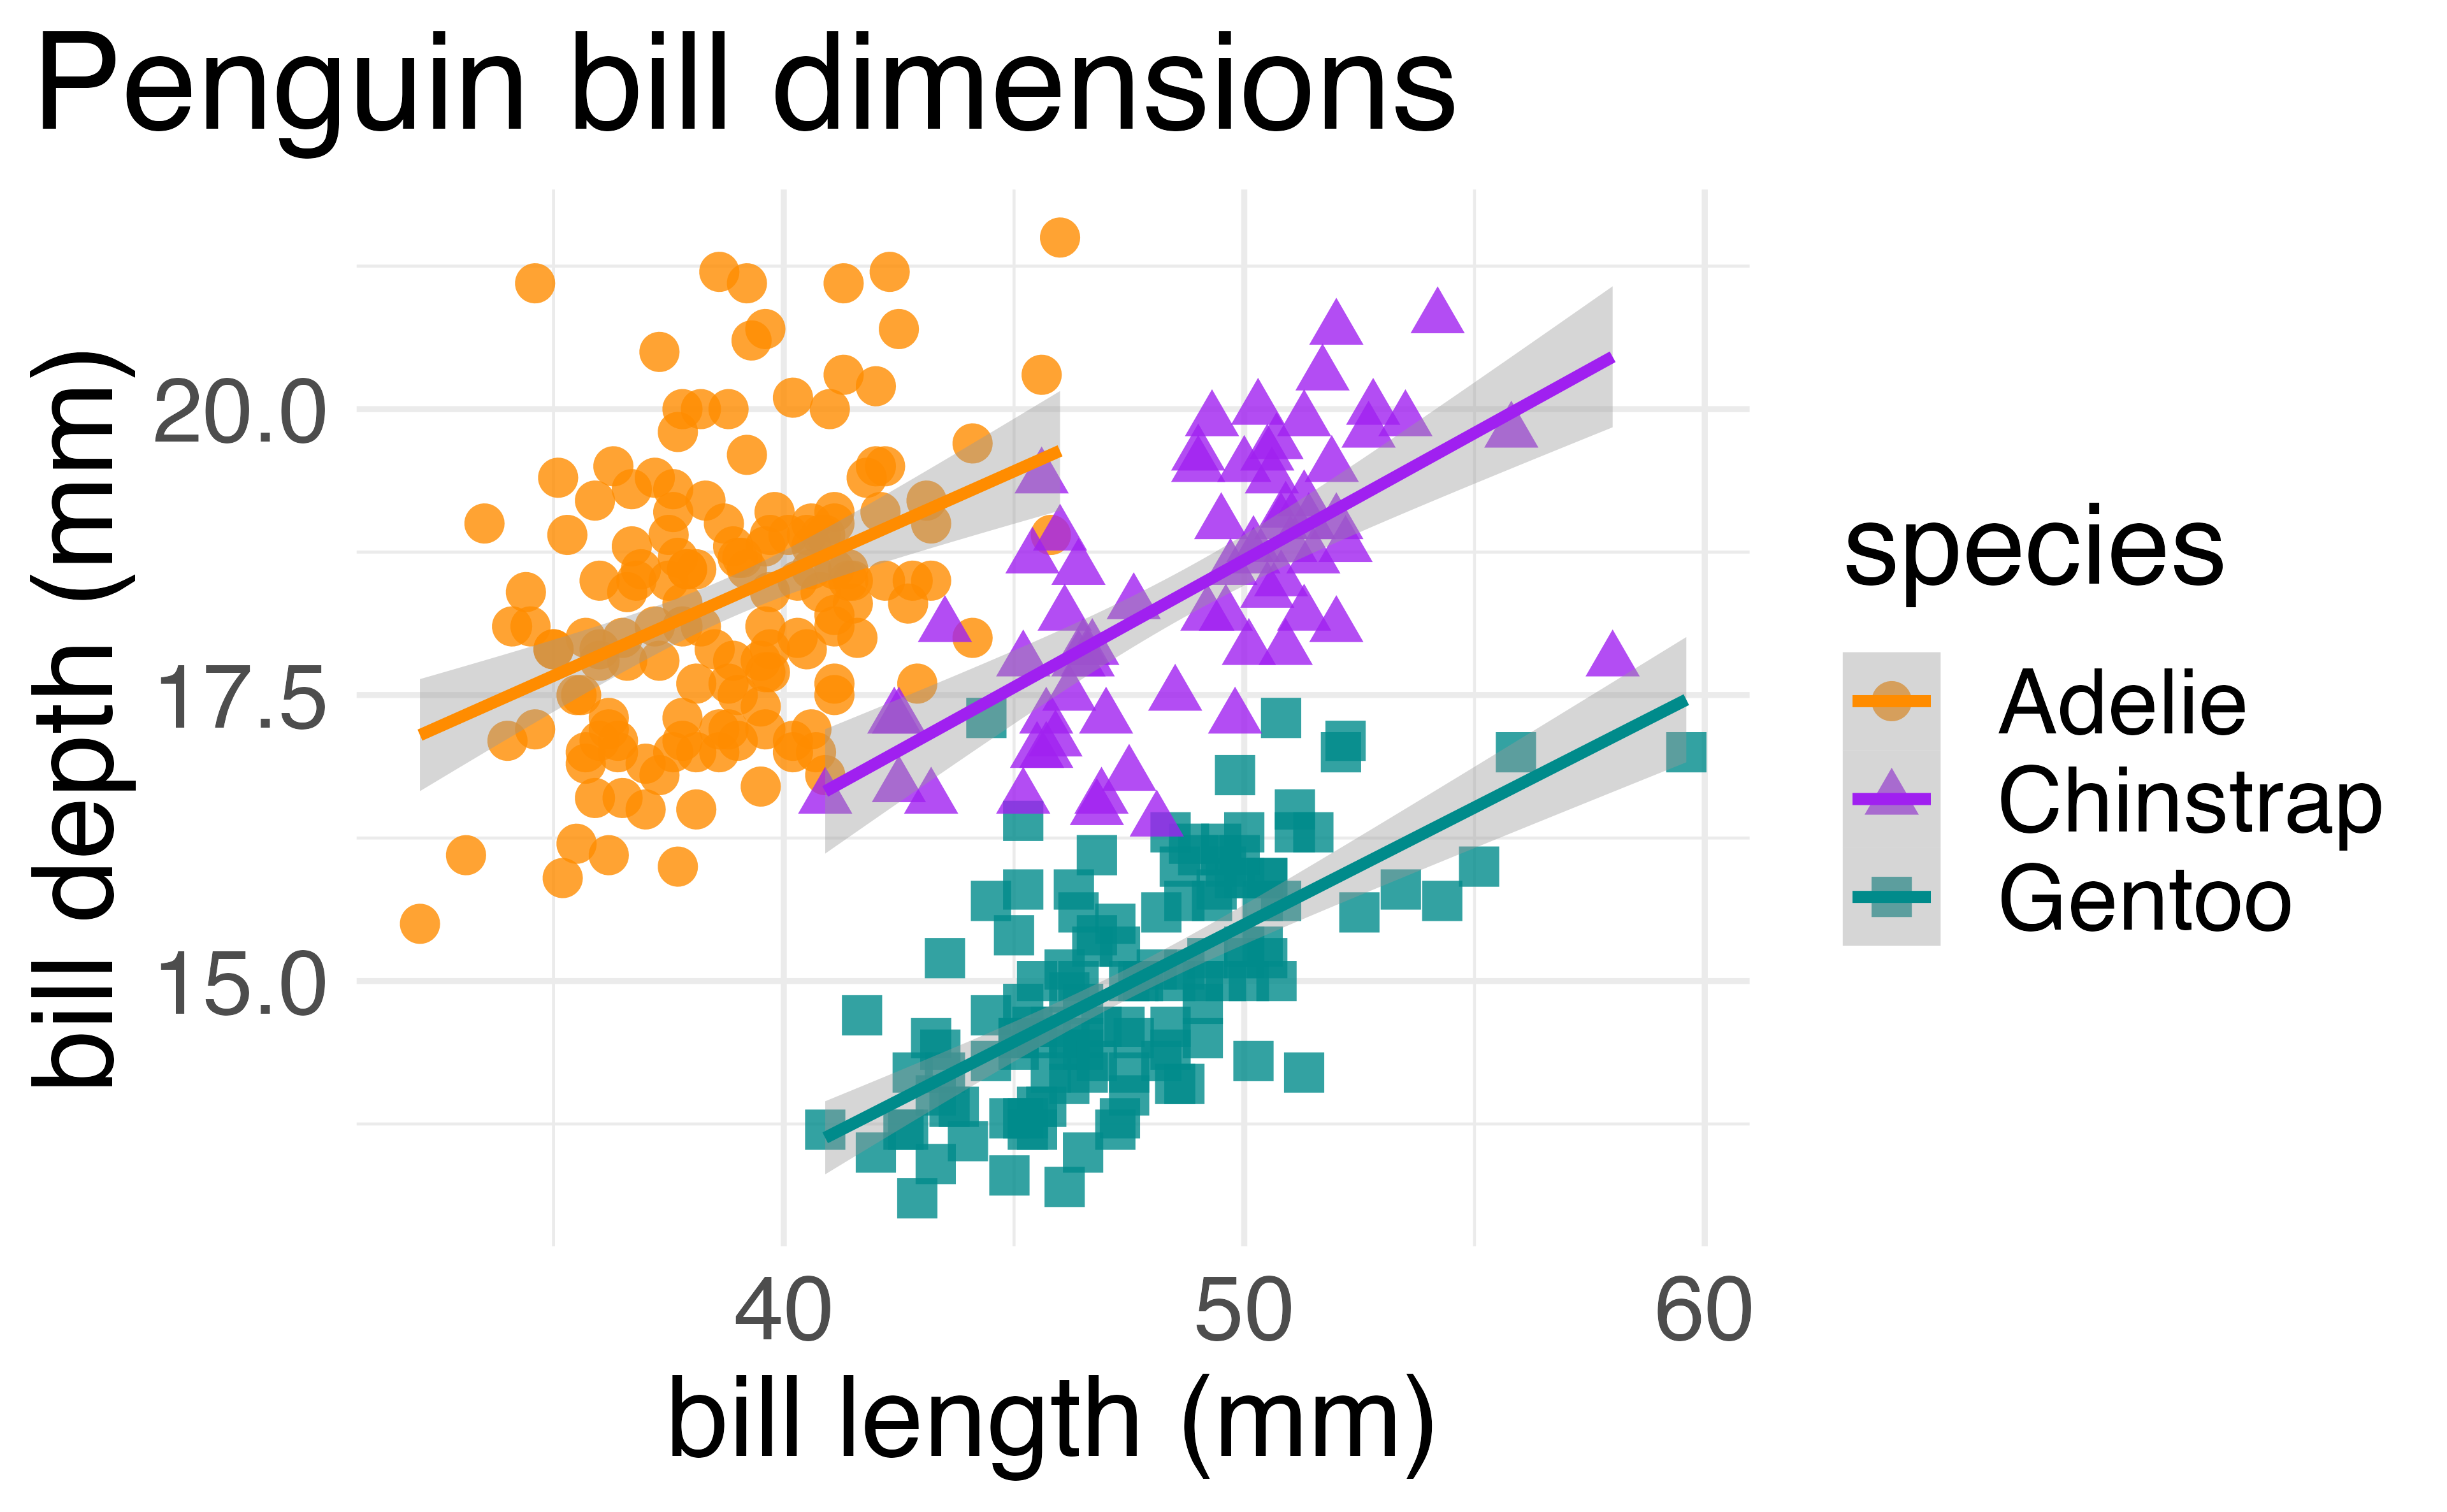 Penguin bill dimensions
bill depth (mm)
20.0
17.5
15.0
40 50 60
bill length (mm)
species
Adelie
Chinstrap
Gentoo